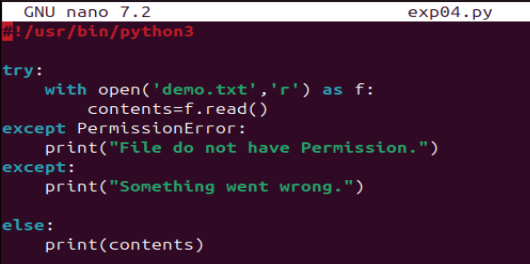 GNU nano 7.2 exp04.py
#!/usr/bin/python3
try:
    with open('demo.txt','r') as f:
        contents=f.read()
except PermissionError:
    print("File do not have Permission.")
except:
    print("Something went wrong.")
else:
    print(contents)